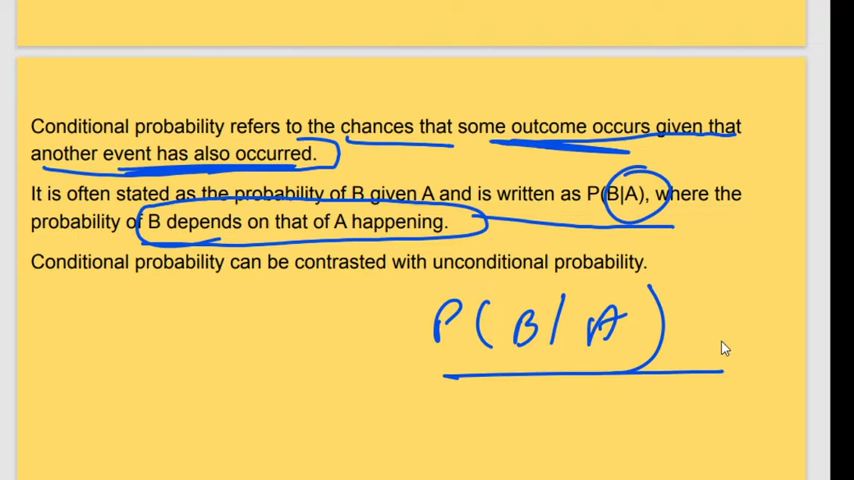 Conditional probability refers to the chances that some outcome occurs given that
another event has also occurred.
It is often stated as the probability of B given A and is written as P(B|A), where the
probability of B depends on that of A happening.
Conditional probability can be contrasted with unconditional probability.
P(B/A)